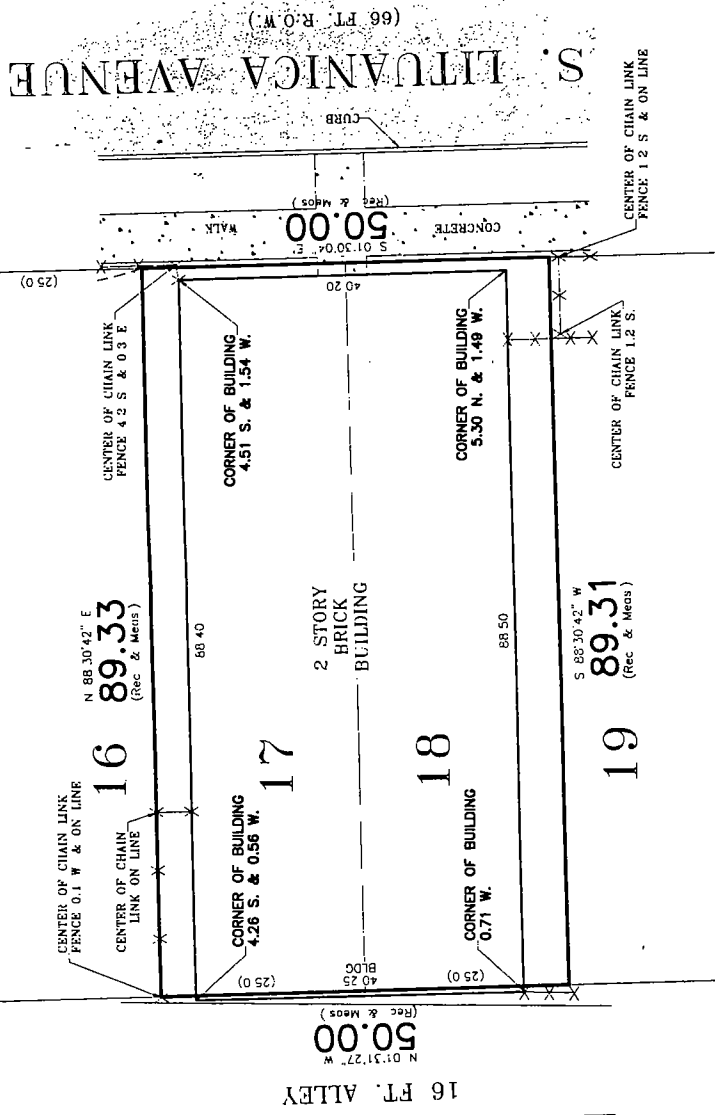 (66 FT. R.O.W.)
S. LITUANICA AVENUE
CURB
CENTER OF CHAIN LINK
FENCE 1.2 S & ON LINE
50.00
(Rec & Meas)
CONCRETE
WALK
S 01°30'04" E
(25 0)
40 20
CENTER OF CHAIN LINK
FENCE 4.2 S & 0.3 E
CORNER OF BUILDING
4.51 S. & 1.54 W.
CORNER OF BUILDING
5.30 N. & 1.49 W.
CENTER OF CHAIN LINK
FENCE 1.2 S.
N 88 30'42" E
89.33
(Rec & Meas)
88 40
2 STORY
BRICK
BUILDING
88 50
S 88°30'42" W
89.31
(Rec & Meas)
16
17
18
19
CENTER OF CHAIN LINK
FENCE 0.1 W & ON LINE
CENTER OF CHAIN
LINK ON LINE
CORNER OF BUILDING
4.26 S. & 0.56 W.
CORNER OF BUILDING
0.71 W.
(25 0)
40 25
BLDG
(25 0)
N 01°31'27" W
50.00
(Rec & Meas)
16 FT. ALLEY